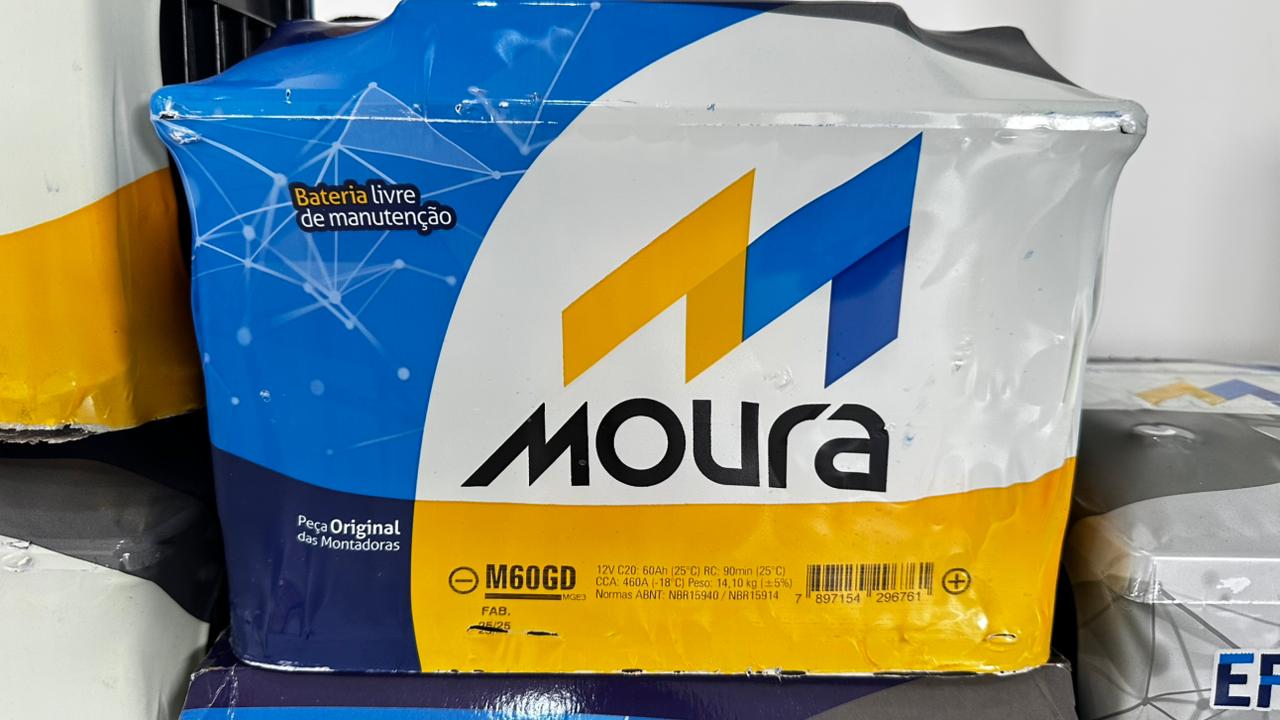 Bateria livre
de manutenção
moura
Peça Original
das Montadoras
M60GD
MGE3
12V C20: 60Ah (25°C) RC: 90min (25°C)
CCA: 460A (-18°C) Peso: 14,10 kg (±5%)
Normas ABNT: NBR15940 / NBR15914
7 897154 296761
FAB.
25/25